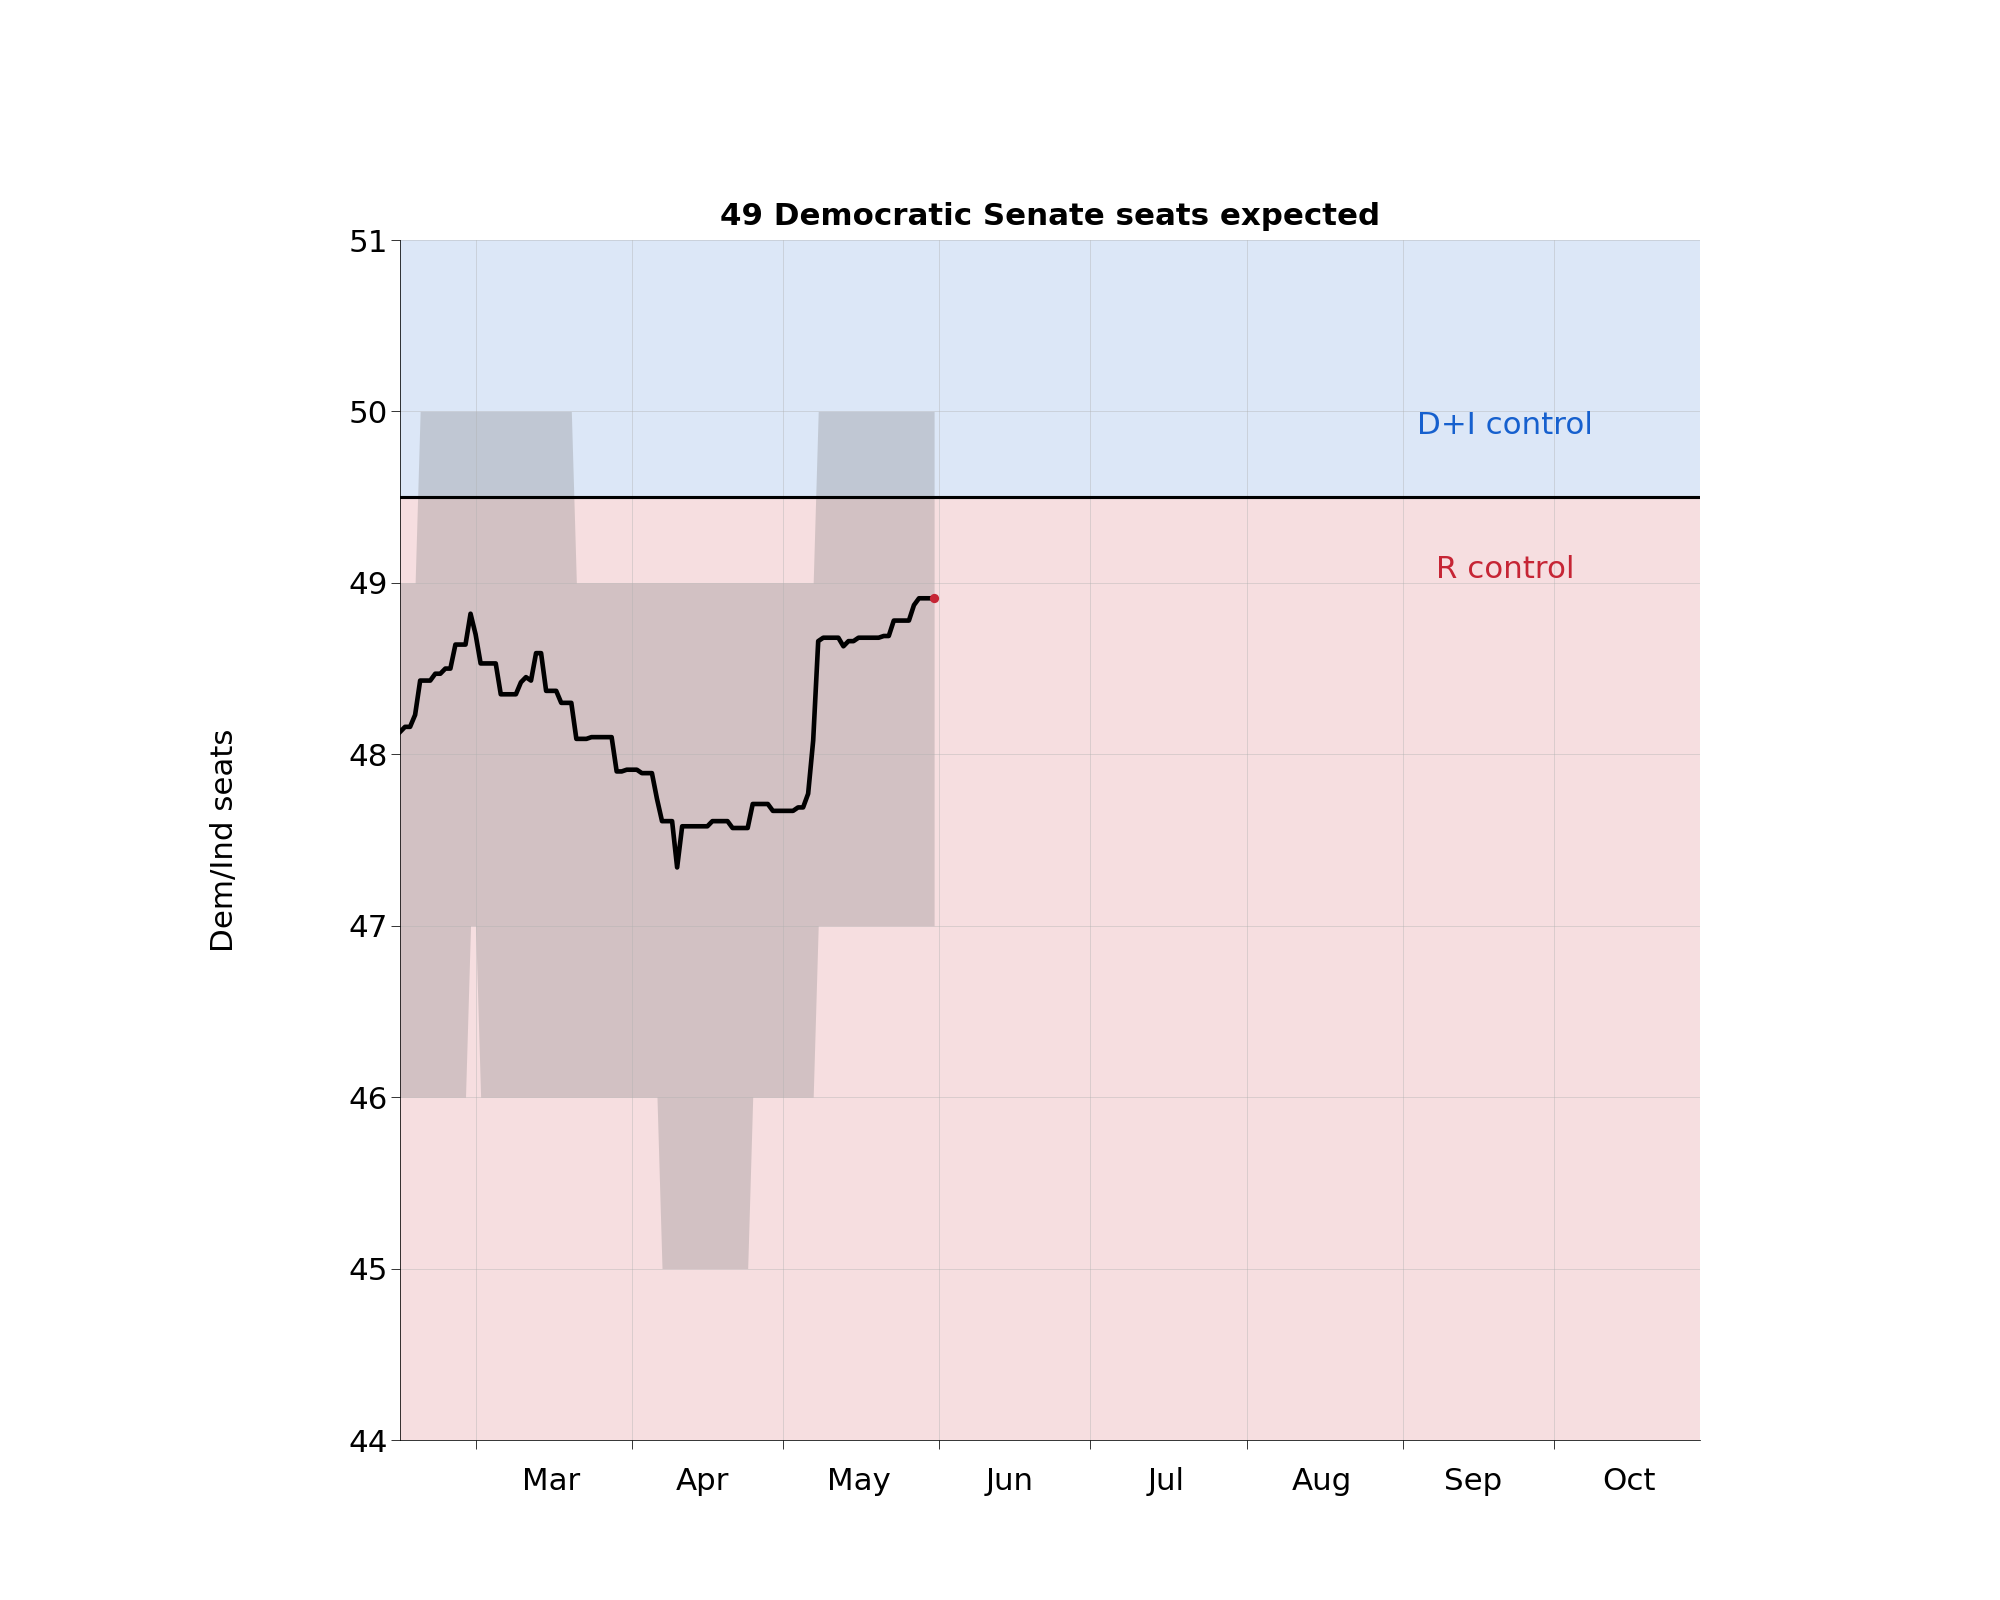 49 Democratic Senate seats expected
51
50
49
48
47
46
45
44
Dem/Ind seats
D+I control
R control
Mar Apr May Jun Jul Aug Sep Oct